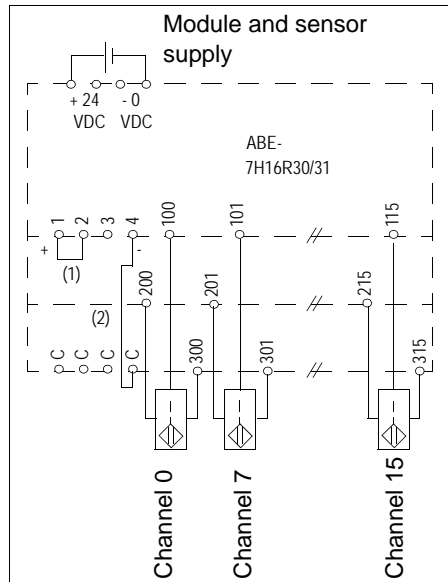 Module and sensor
supply
+ 24 - 0
VDC VDC
ABE-
7H16R30/31
1 2 3 4 100 101 115
+ -
(1)
200 201 215
(2)
C C C C 300 301 315
Channel 0
Channel 7
Channel 15